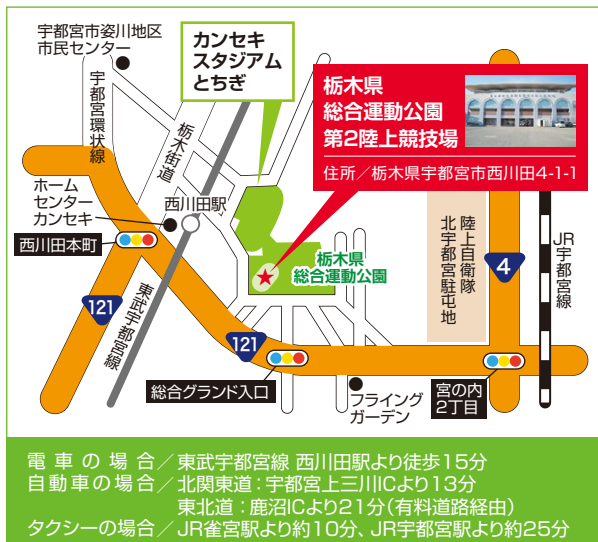 宇都宮市姿川地区
市民センター
カンセキ
スタジアム
とちぎ
栃木県
総合運動公園
第2陸上競技場
住所／栃木県宇都宮市西川田4-1-1
宇都宮環状線
栃木街道
ホーム
センター
カンセキ
西川田駅
西川田本町
栃木県
総合運動公園
陸上自衛隊
北宇都宮駐屯地
4
JR宇都宮線
121
東武宇都宮線
121
総合グランド入口
フライング
ガーデン
宮の内
2丁目
電車の場合／東武宇都宮線 西川田駅より徒歩15分
自動車の場合／北関東道：宇都宮上三川ICより13分
東北道：鹿沼ICより21分(有料道路経由)
タクシーの場合／JR雀宮駅より約10分、JR宇都宮駅より約25分